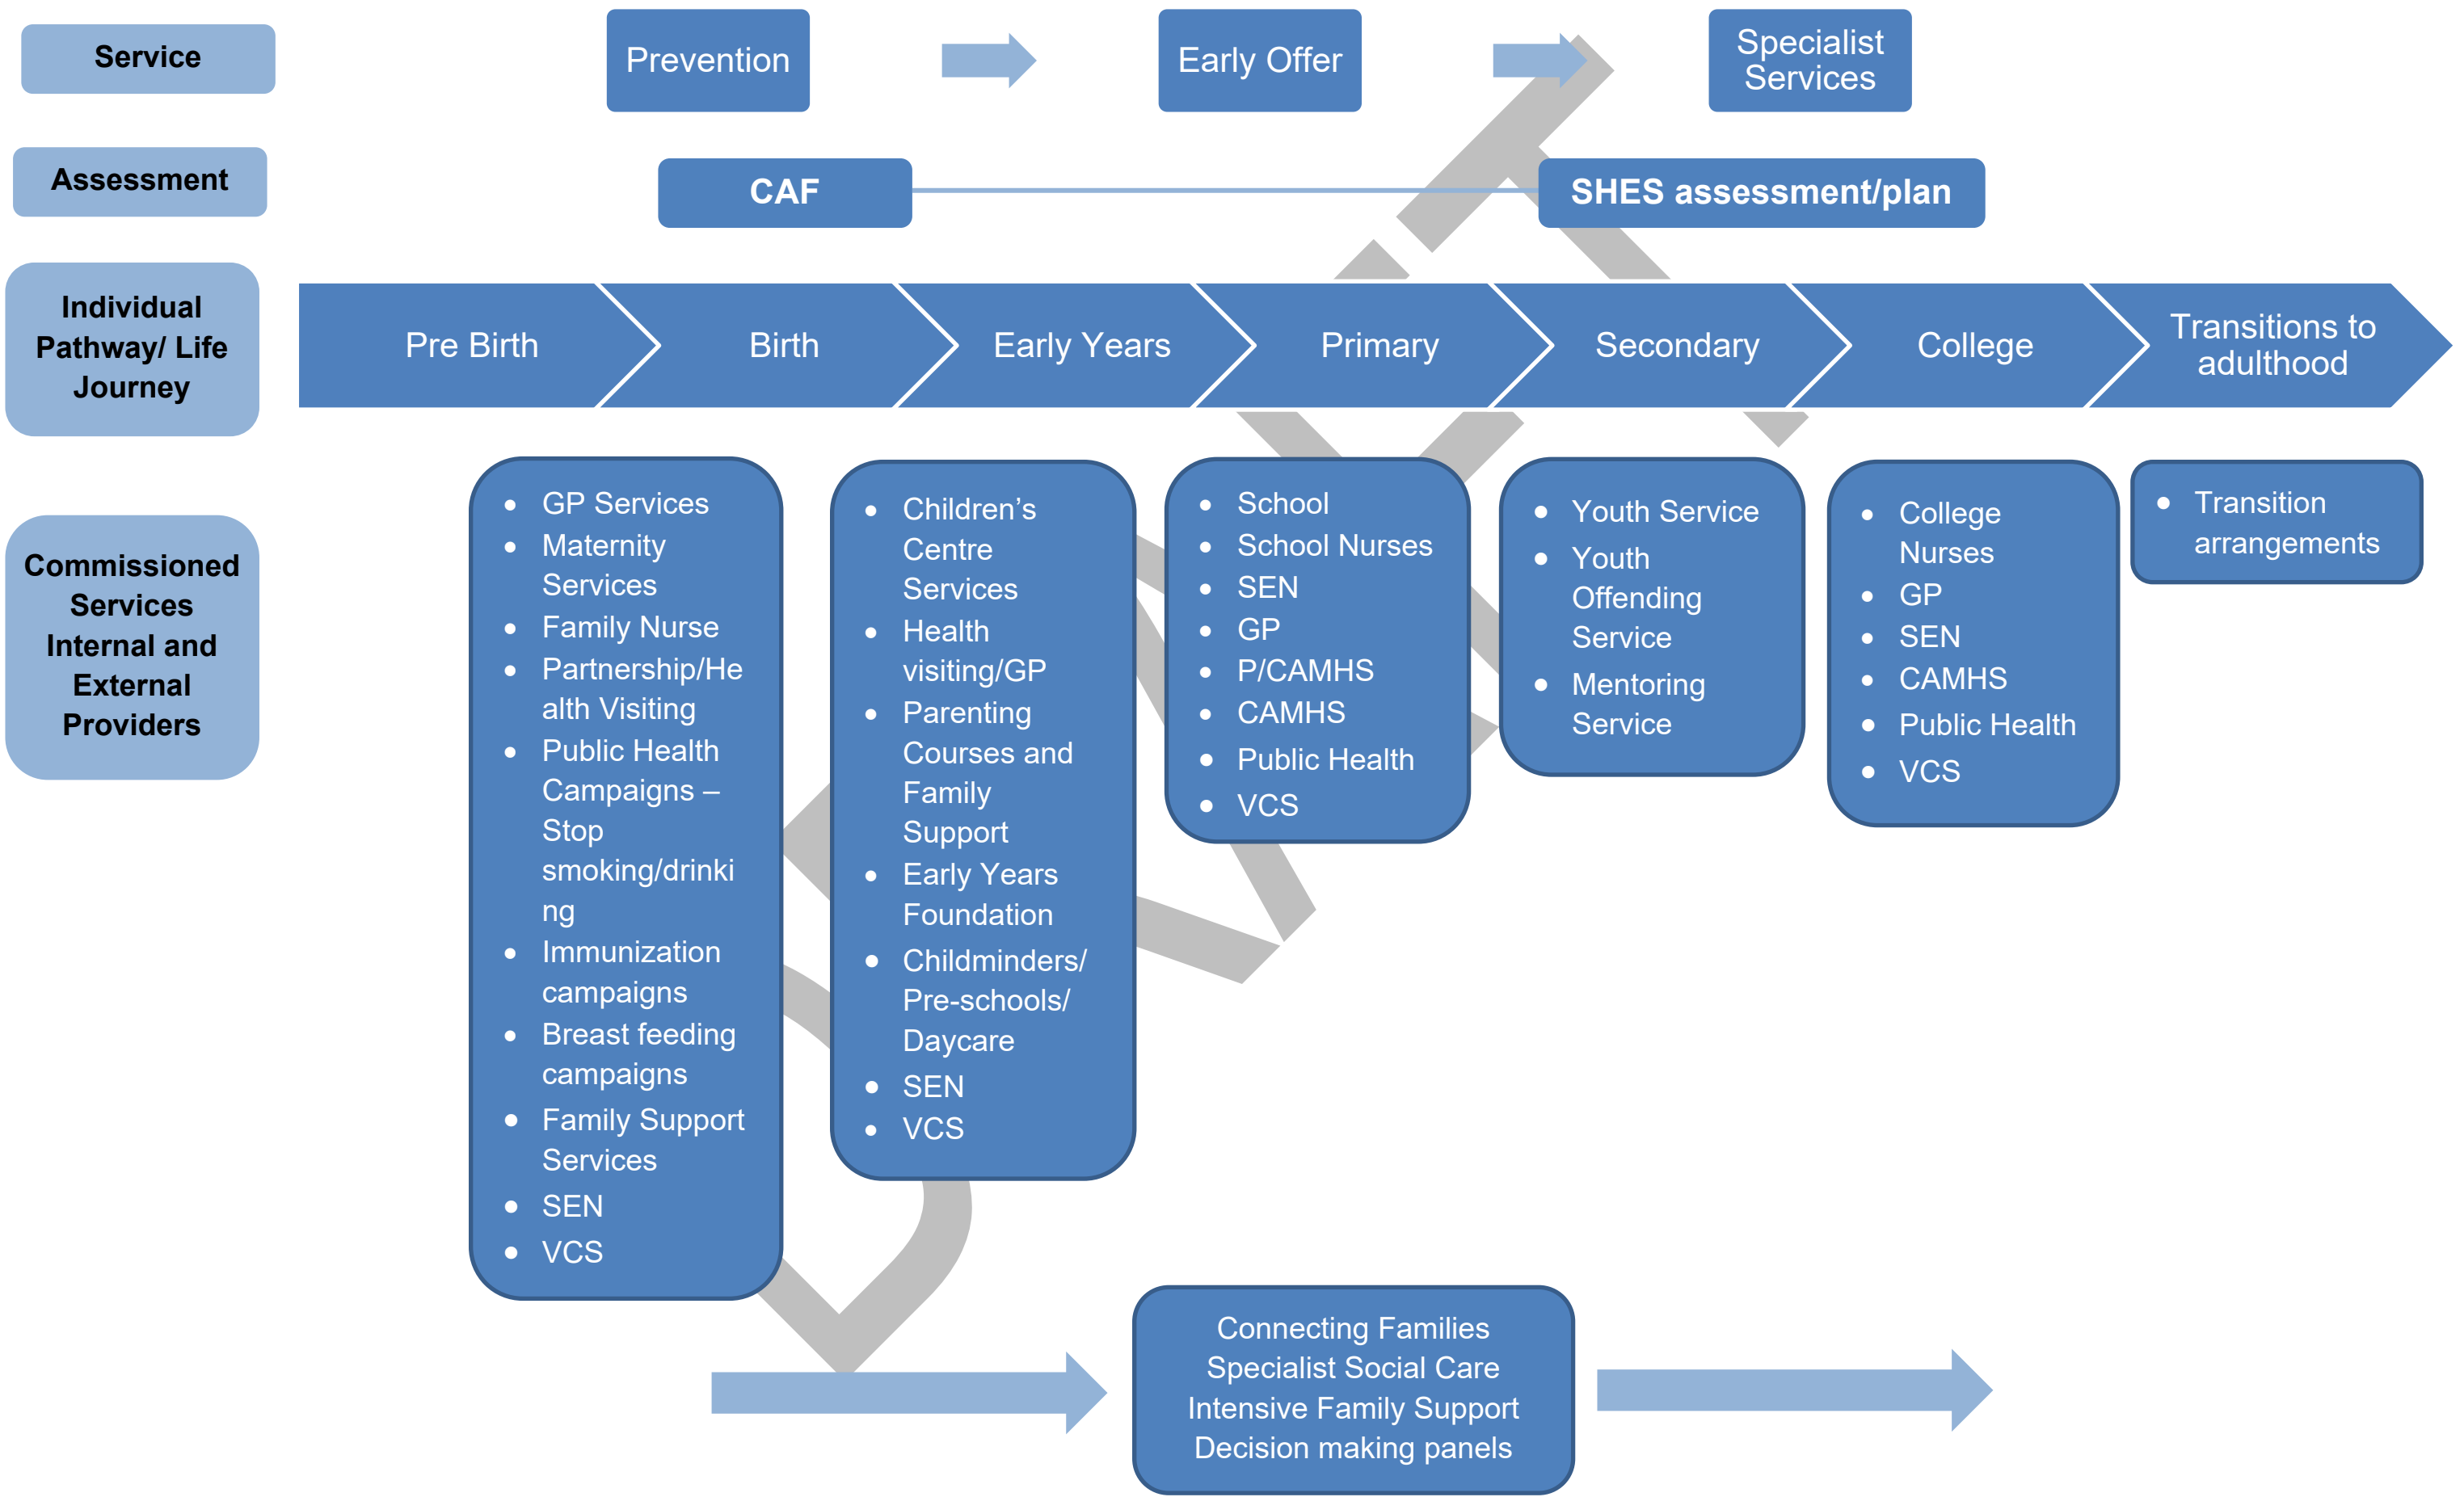 Service
Prevention
Early Offer
Specialist
Services
Assessment
CAF
SHES assessment/plan
Individual
Pathway/ Life
Journey
Pre Birth
Birth
Early Years
Primary
Secondary
College
Transitions to
adulthood
Commissioned
Services
Internal and
External
Providers
GP Services
Maternity
Services
Family Nurse
Partnership/He
alth Visiting
Public Health
Campaigns –
Stop
smoking/drinki
ng
Immunization
campaigns
Breast feeding
campaigns
Family Support
Services
SEN
VCS
Children’s
Centre
Services
Health
visiting/GP
Parenting
Courses and
Family
Support
Early Years
Foundation
Childminders/
Pre-schools/
Daycare
SEN
VCS
School
School Nurses
SEN
GP
P/CAMHS
CAMHS
Public Health
VCS
Youth Service
Youth
Offending
Service
Mentoring
Service
College
Nurses
GP
SEN
CAMHS
Public Health
VCS
Transition
arrangements
Connecting Families
Specialist Social Care
Intensive Family Support
Decision making panels